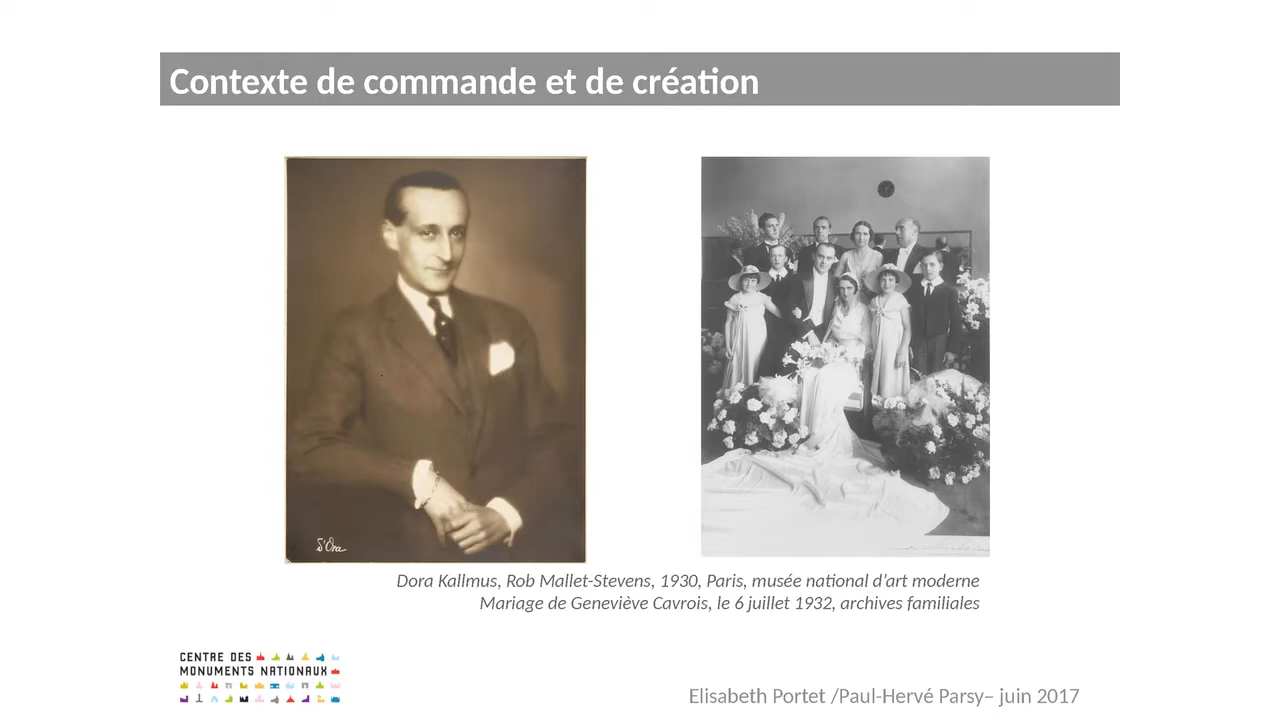 Contexte de commande et de création
D'Ora
Dora Kallmus, Rob Mallet-Stevens, 1930, Paris, musée national d’art moderne
Mariage de Geneviève Cavrois, le 6 juillet 1932, archives familiales
CENTRE DES
MONUMENTS NATIONAUX
Elisabeth Portet /Paul-Hervé Parsy– juin 2017